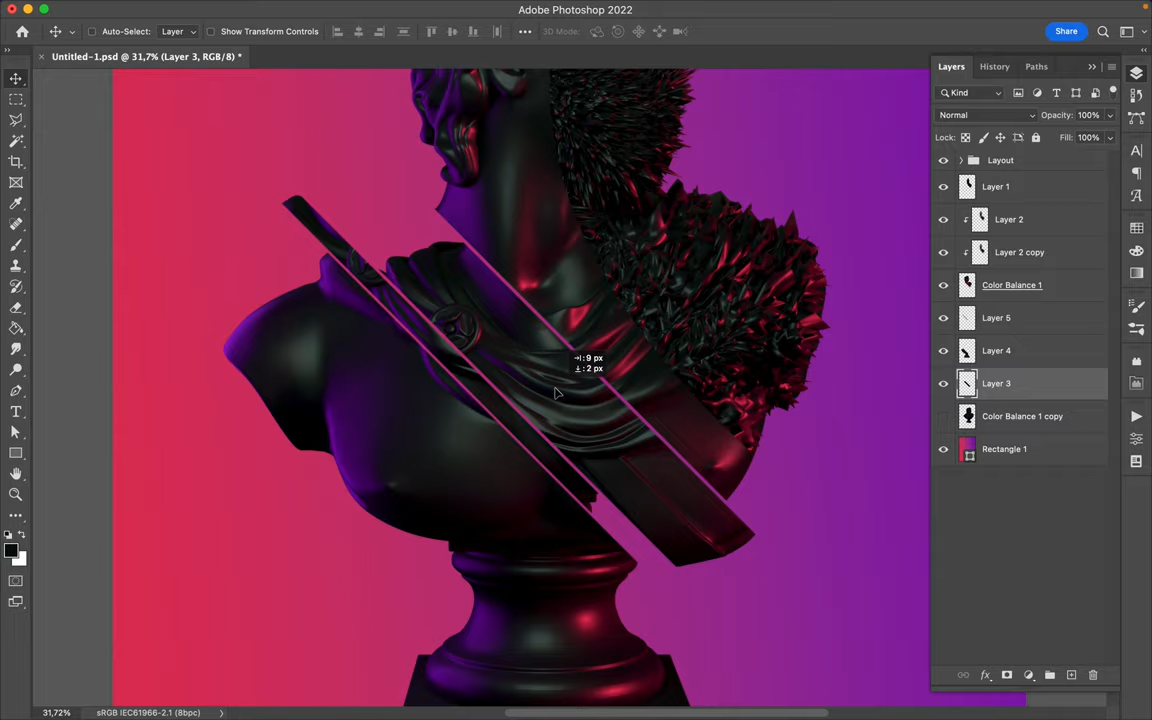 Adobe Photoshop 2022
Auto-Select: Layer Show Transform Controls ••• 3D Mode: Share
Untitled-1.psd @ 31,7% (Layer 3, RGB/8) *
Layers History Paths
Kind
Normal Opacity: 100%
Lock: Fill: 100%
Layout
Layer 1
Layer 2
Layer 2 copy
Color Balance 1
Layer 5
Layer 4
Layer 3
Color Balance 1 copy
Rectangle 1
: 9 px
: 2 px
31,72% sRGB IEC61966-2.1 (8bpc)